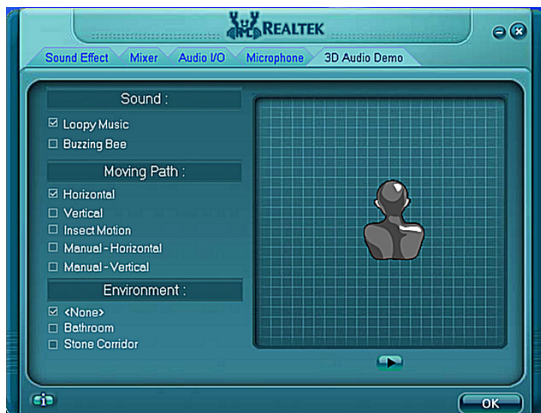 REALTEK
Sound Effect Mixer Audio I/O Microphone 3D Audio Demo
Sound :
Loopy Music
Buzzing Bee
Moving Path :
Horizontal
Vertical
Insect Motion
Manual-Horizontal
Manual-Vertical
Environment :
<None>
Bathroom
Stone Corridor
i
OK